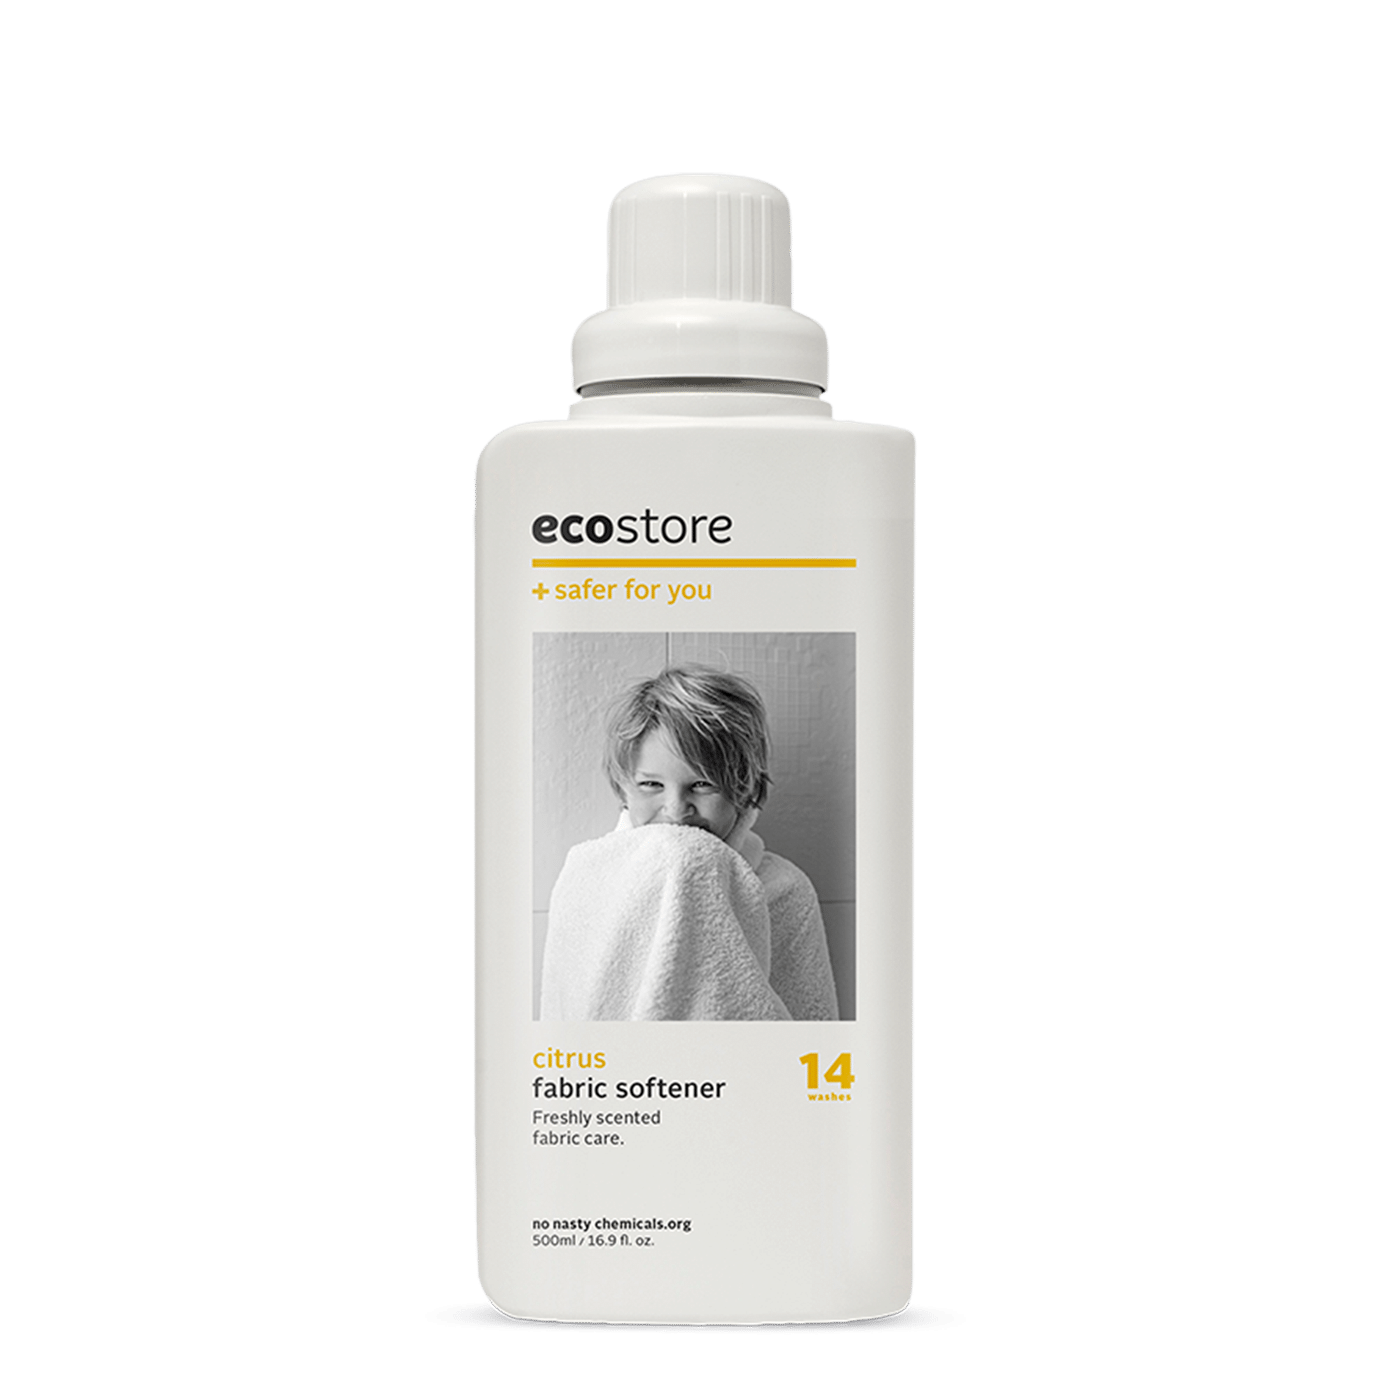 ecostore
+ safer for you
citrus
fabric softener
Freshly scented
fabric care.
14
washes
no nasty chemicals.org
500ml / 16.9 fl. oz.